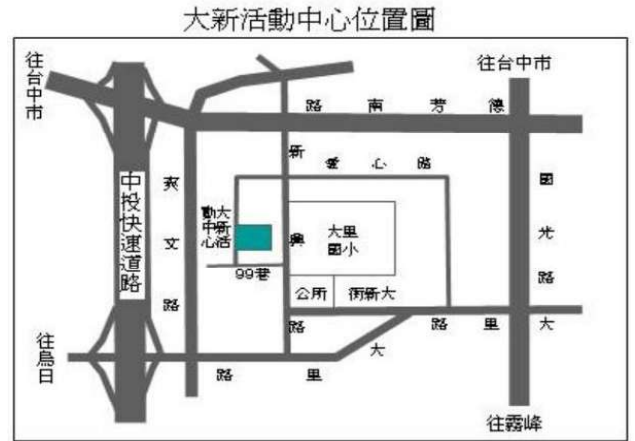 大新活動中心位置圖
往台中市
往台中市
德芳南路
新興路
愛心路
中投快速道路
爽文路
國光路
大新活動中心
大里國小
99巷
公所
大新街
大里路
大里路
往烏日
往霧峰